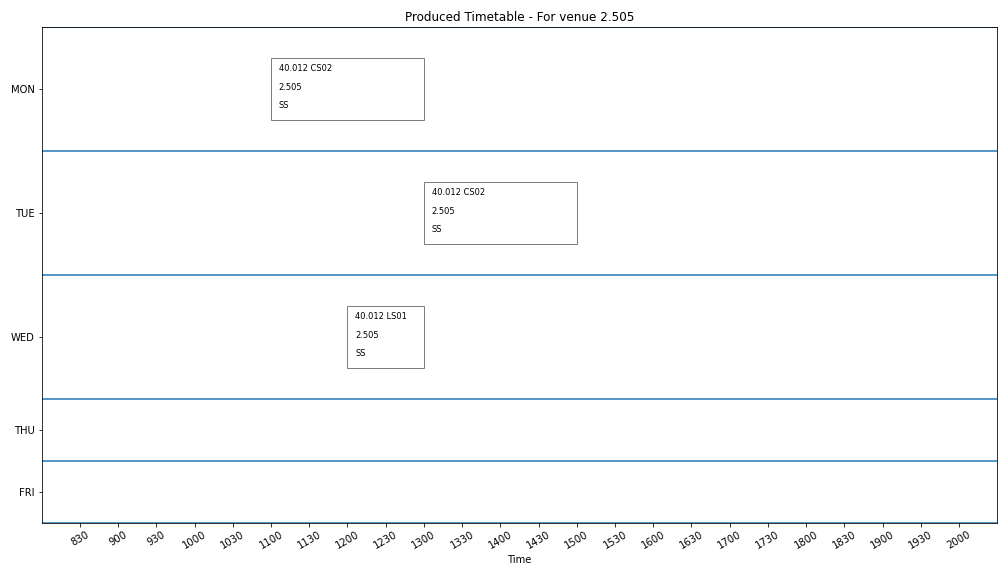 Produced Timetable - For venue 2.505
MON
40.012 CS02
2.505
SS
TUE
40.012 CS02
2.505
SS
WED
40.012 LS01
2.505
SS
THU
FRI
830 900 930 1000 1030 1100 1130 1200 1230 1300 1330 1400 1430 1500 1530 1600 1630 1700 1730 1800 1830 1900 1930 2000
Time